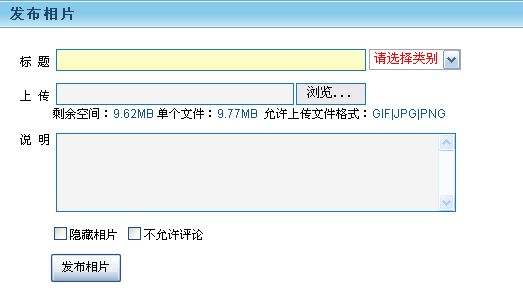 发布相片
标 题 请选择类别
上 传 浏览...
剩余空间：9.62MB 单个文件：9.77MB 允许上传文件格式：GIF|JPG|PNG
说 明
隐藏相片 不允许评论
发布相片